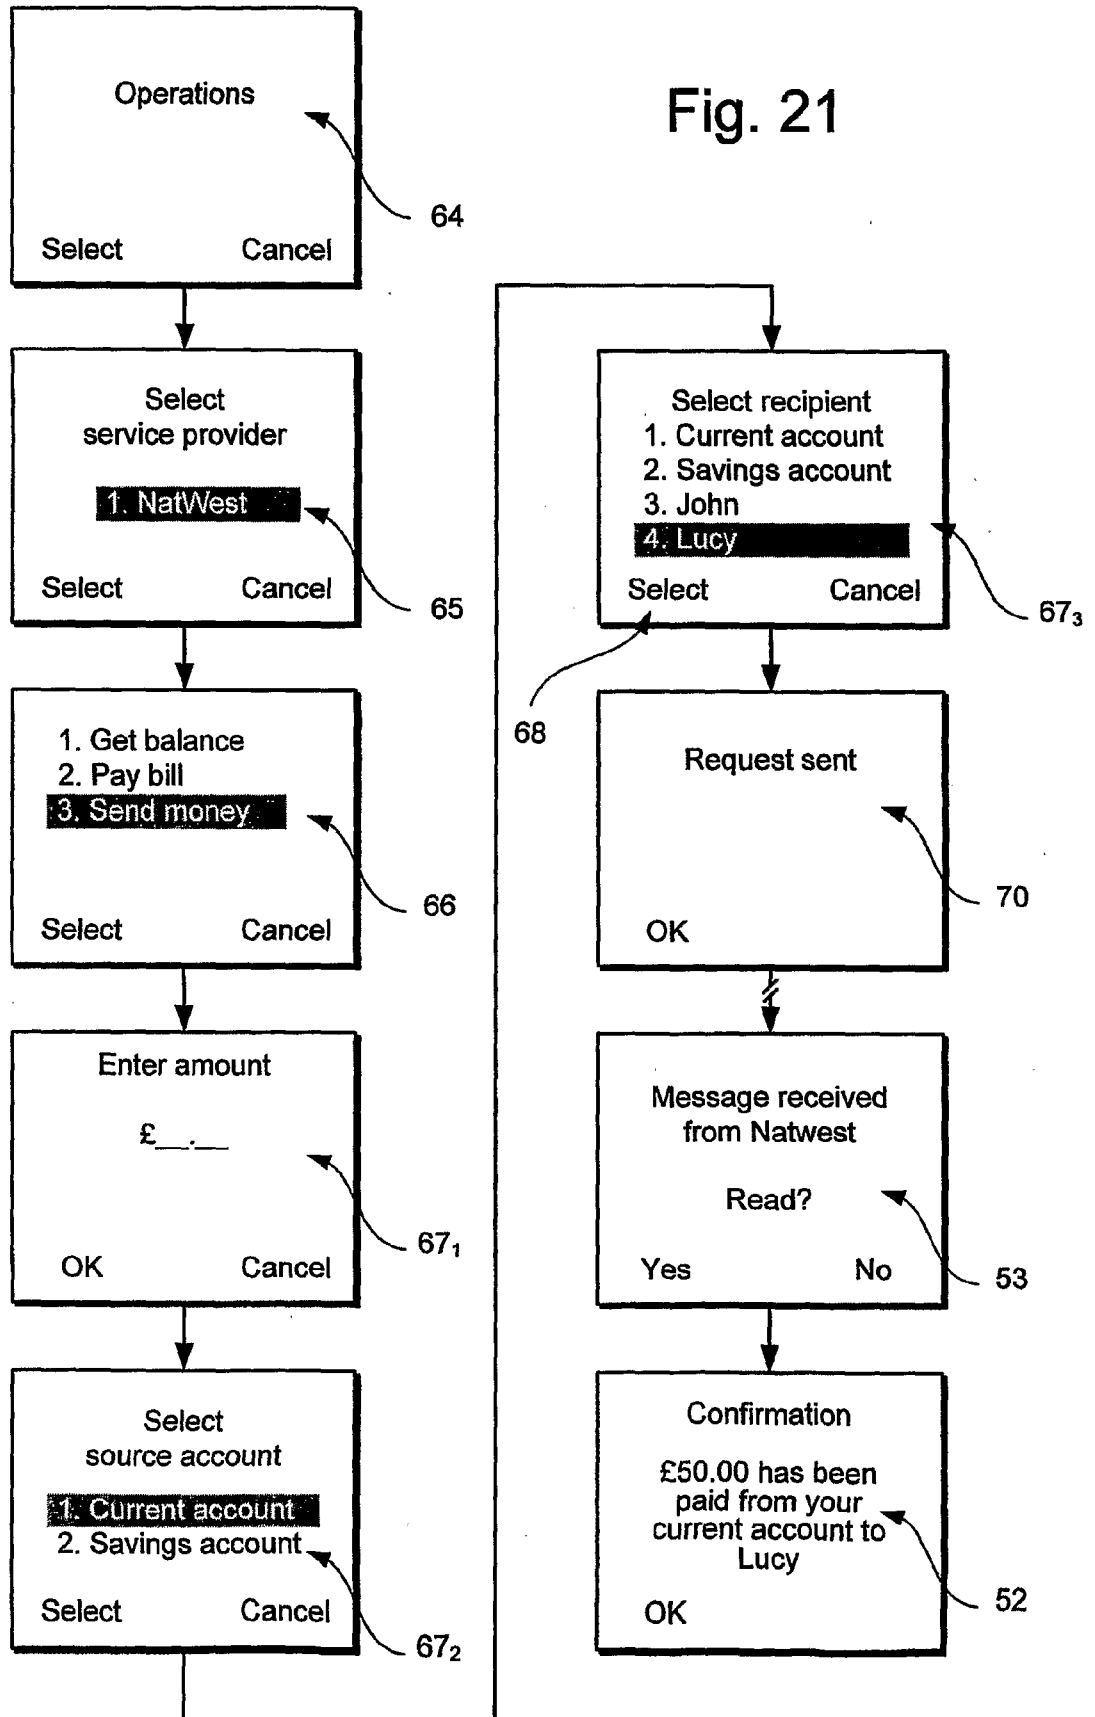 Fig. 21
Operations
Select Cancel
64
Select
service provider
1. NatWest
Select Cancel
65
1. Get balance
2. Pay bill
3. Send money
Select Cancel
66
Enter amount
£__.__
OK Cancel
67₁
Select
source account
1. Current account
2. Savings account
Select Cancel
67₂
Select recipient
1. Current account
2. Savings account
3. John
4. Lucy
Select Cancel
67₃
68
Request sent
OK
70
Message received
from Natwest
Read?
Yes No
53
Confirmation
£50.00 has been
paid from your
current account to
Lucy
OK
52